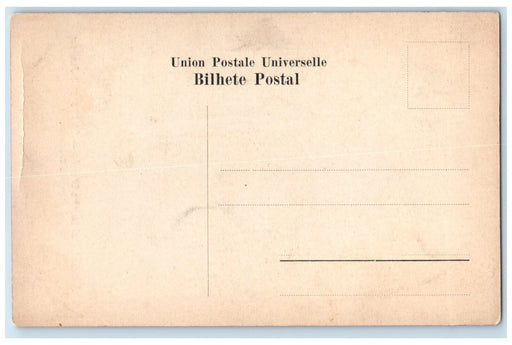 Union Postale Universelle
Bilhete Postal